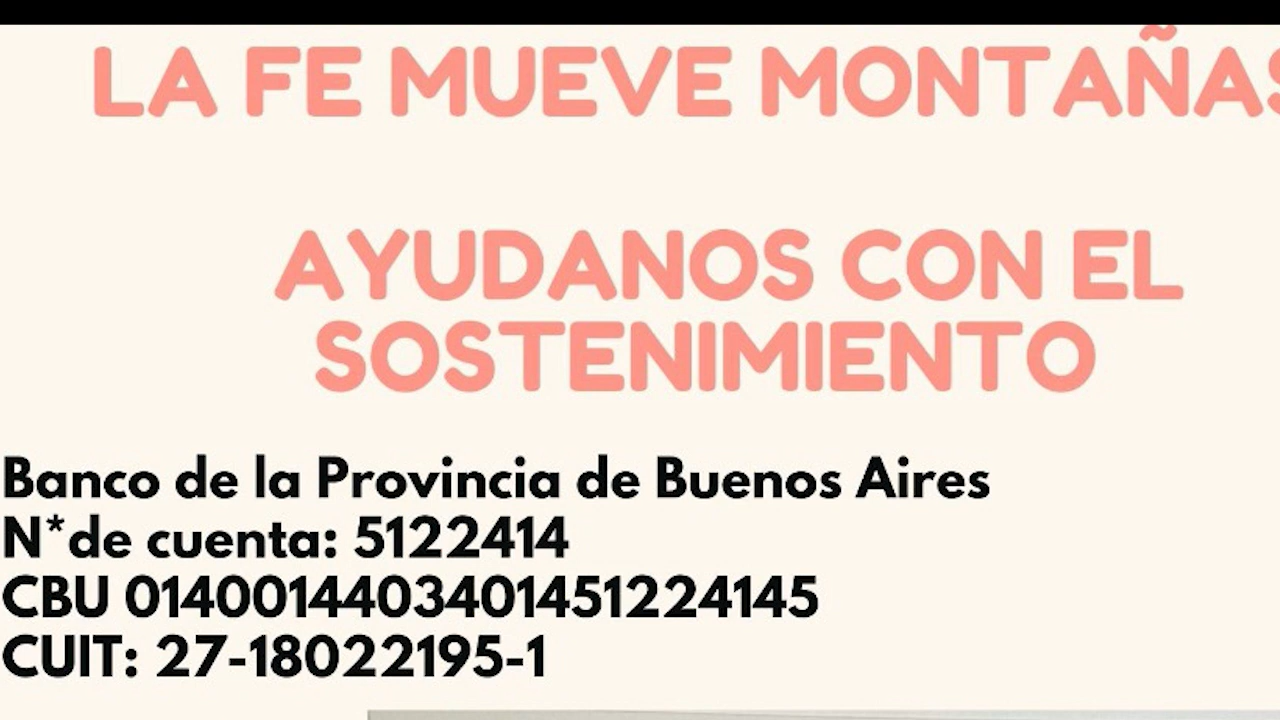 LA FE MUEVE MONTAÑAS
AYUDANOS CON EL
SOSTENIMIENTO
Banco de la Provincia de Buenos Aires
N*de cuenta: 5122414
CBU 0140014403401451224145
CUIT: 27-18022195-1